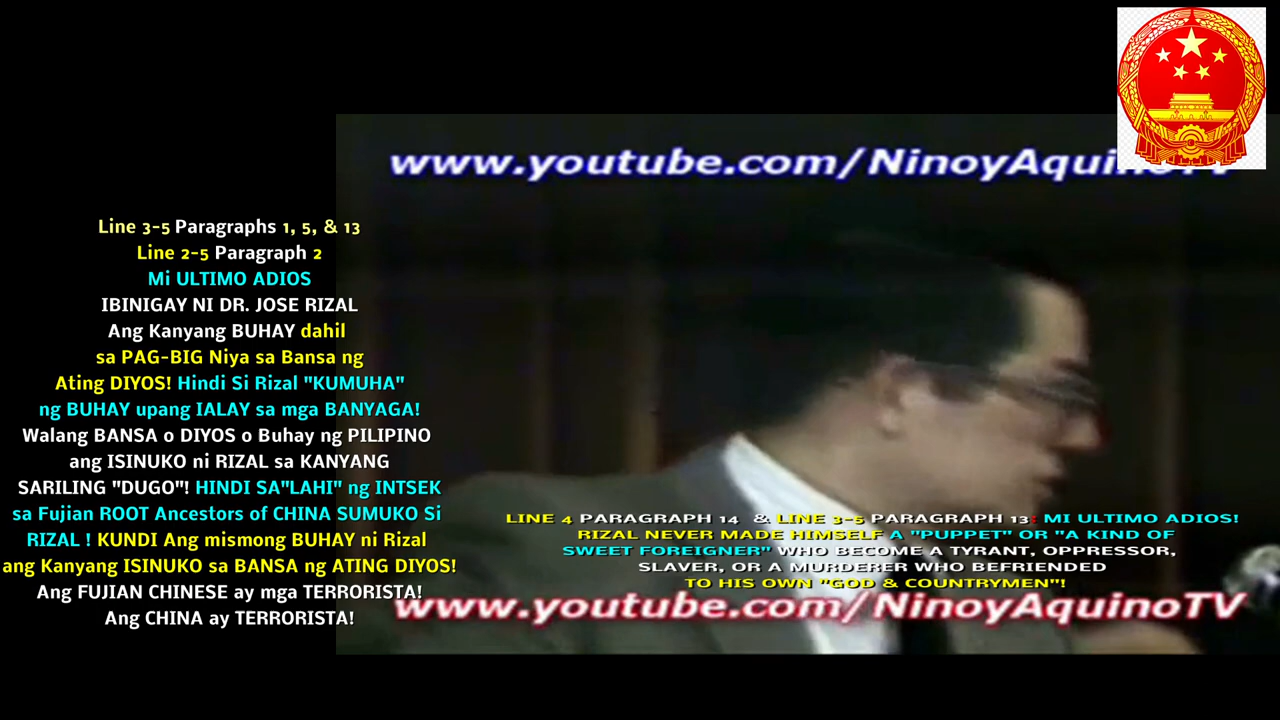 www.youtube.com/NinoyAquinoTV
Line 3-5 Paragraphs 1, 5, & 13
Line 2-5 Paragraph 2
Mi ULTIMO ADIOS
IBINIGAY NI DR. JOSE RIZAL
Ang Kanyang BUHAY dahil
sa PAG-BIG Niya sa Bansa ng
Ating DIYOS! Hindi Si Rizal "KUMUHA"
ng BUHAY upang IALAY sa mga BANYAGA!
Walang BANSA o DIYOS o Buhay ng PILIPINO
ang ISINUKO ni RIZAL sa KANYANG
SARILING "DUGO"! HINDI SA"LAHI" ng INTSEK
sa Fujian ROOT Ancestors of CHINA SUMUKO Si
RIZAL ! KUNDI Ang mismong BUHAY ni Rizal
ang Kanyang ISINUKO sa BANSA ng ATING DIYOS!
Ang FUJIAN CHINESE ay mga TERRORISTA!
Ang CHINA ay TERRORISTA!
LINE 4 PARAGRAPH 14 & LINE 3-5 PARAGRAPH 13: MI ULTIMO ADIOS!
RIZAL NEVER MADE HIMSELF A "PUPPET" OR "A KIND OF
SWEET FOREIGNER" WHO BECOME A TYRANT, OPPRESSOR,
SLAVER, OR A MURDERER WHO BEFRIENDED
TO HIS OWN "GOD & COUNTRYMEN"!
www.youtube.com/NinoyAquinoTV